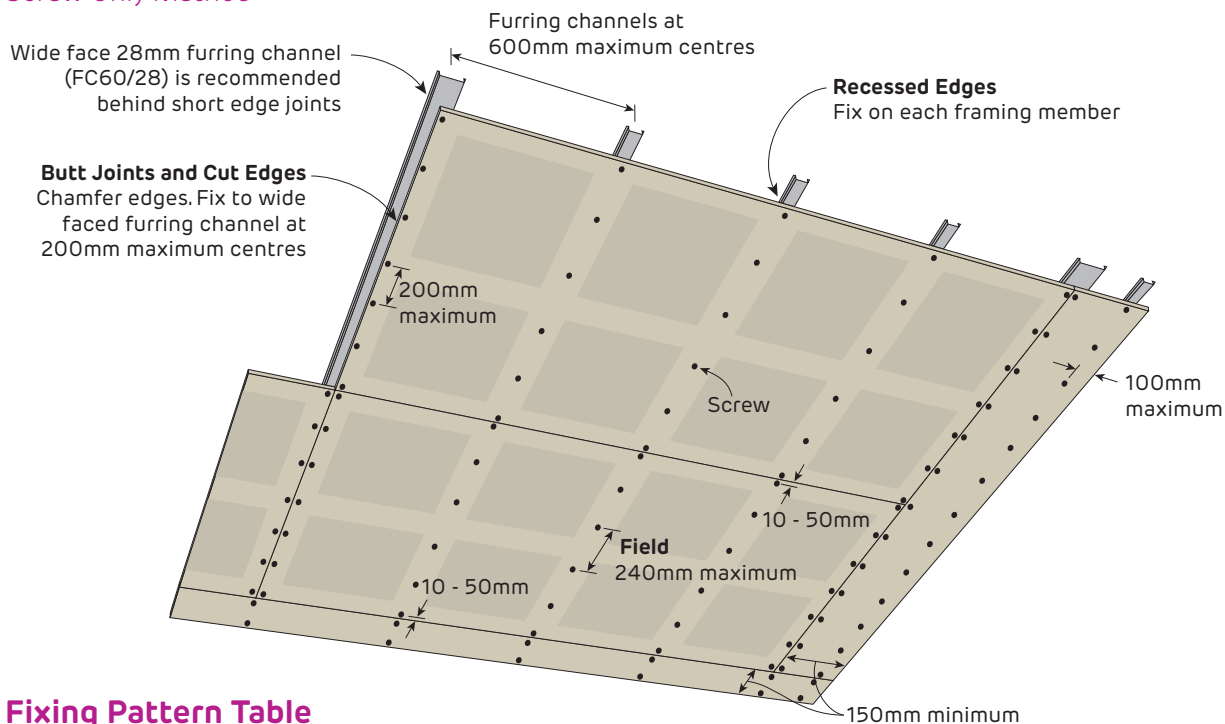 Screw Only Method
Furring channels at
600mm maximum centres
Wide face 28mm furring channel
(FC60/28) is recommended
behind short edge joints
Recessed Edges
Fix on each framing member
Butt Joints and Cut Edges
Chamfer edges. Fix to wide
faced furring channel at
200mm maximum centres
200mm
maximum
100mm
maximum
Screw
10 - 50mm
Field
240mm maximum
10 - 50mm
150mm minimum
Fixing Pattern Table